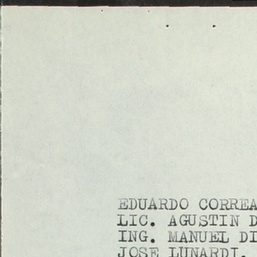 EDUARDO CORREA
LIC. AGUSTIN D
ING. MANUEL DI
JOSE LUNARDI.